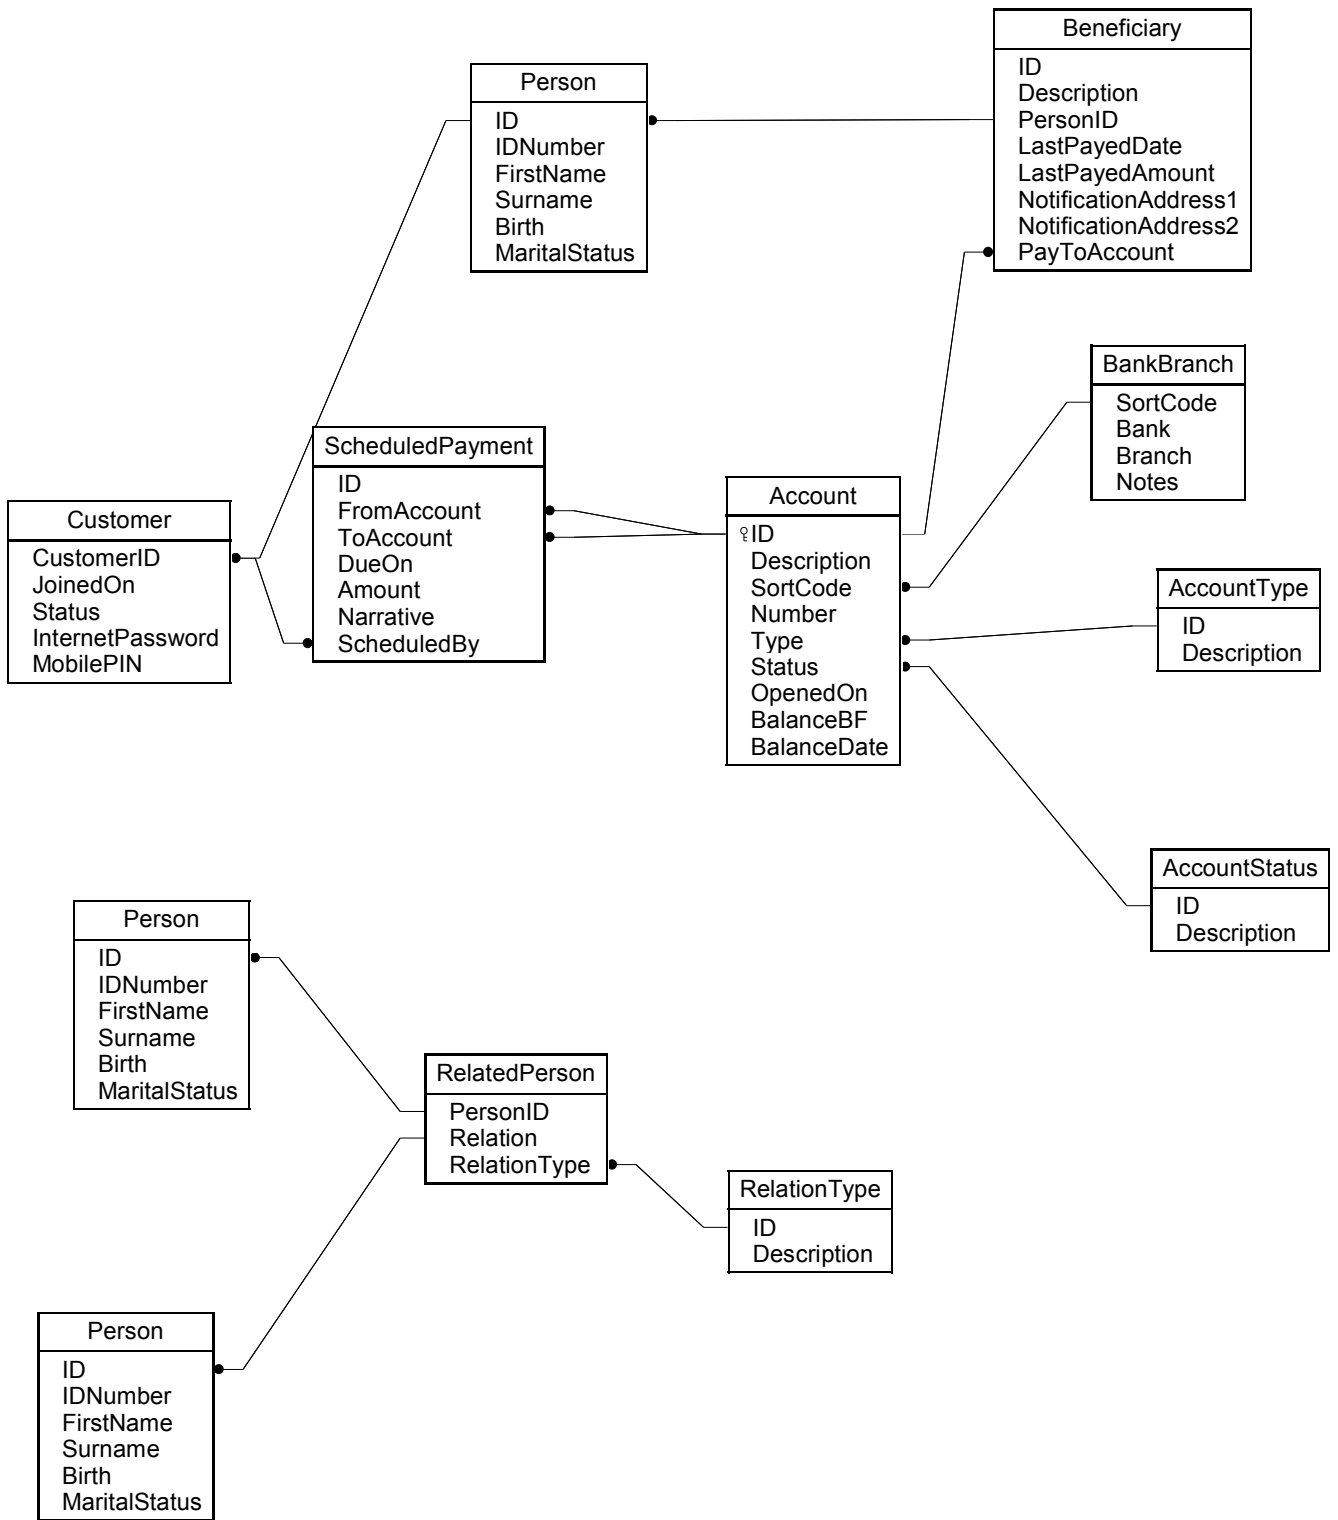 Beneficiary
ID
Description
PersonID
LastPayedDate
LastPayedAmount
NotificationAddress1
NotificationAddress2
PayToAccount
Person
ID
IDNumber
FirstName
Surname
Birth
MaritalStatus
BankBranch
SortCode
Bank
Branch
Notes
ScheduledPayment
ID
FromAccount
ToAccount
DueOn
Amount
Narrative
ScheduledBy
Customer
CustomerID
JoinedOn
Status
InternetPassword
MobilePIN
Account
ID
Description
SortCode
Number
Type
Status
OpenedOn
BalanceBF
BalanceDate
AccountType
ID
Description
AccountStatus
ID
Description
Person
ID
IDNumber
FirstName
Surname
Birth
MaritalStatus
RelatedPerson
PersonID
Relation
RelationType
RelationType
ID
Description
Person
ID
IDNumber
FirstName
Surname
Birth
MaritalStatus